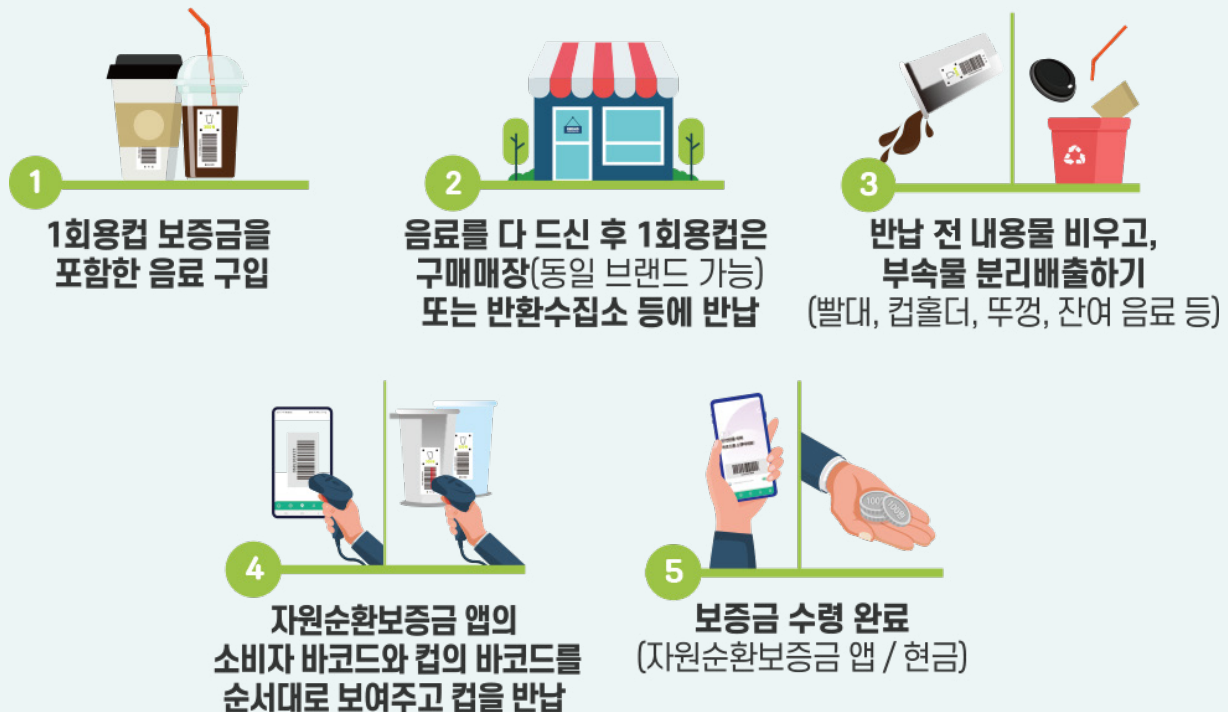 1
1회용컵 보증금을
포함한 음료 구입
2
음료를 다 드신 후 1회용컵은
구매매장(동일 브랜드 가능)
또는 반환수집소 등에 반납
3
반납 전 내용물 비우고,
부속물 분리배출하기
(빨대, 컵홀더, 뚜껑, 잔여 음료 등)
4
자원순환보증금 앱의
소비자 바코드와 컵의 바코드를
순서대로 보여주고 컵을 반납
5
보증금 수령 완료
(자원순환보증금 앱 / 현금)